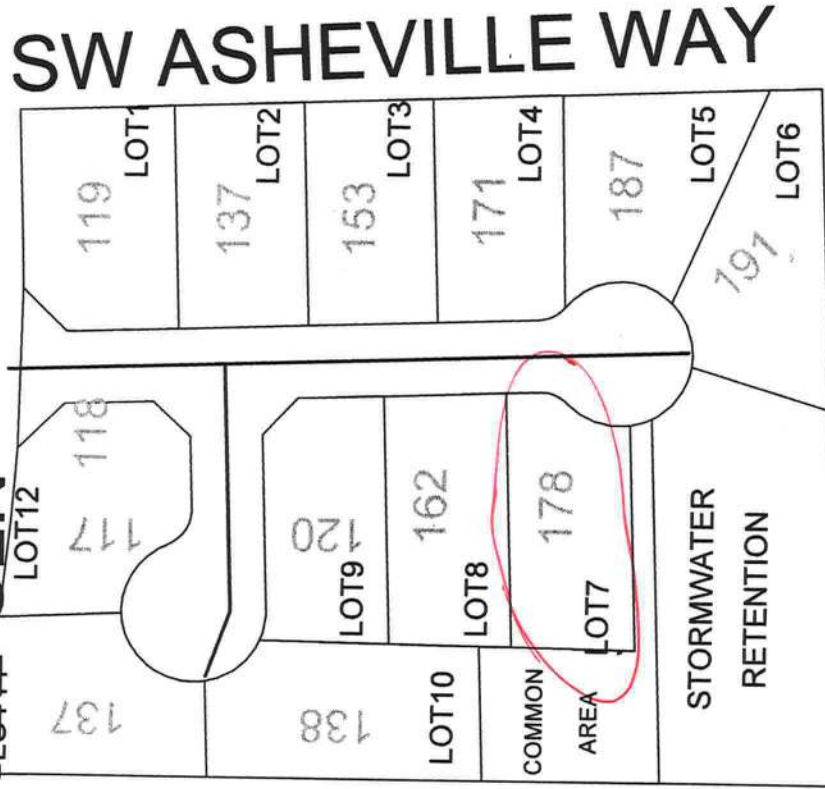 SW ASHEVILLE WAY
119
LOT1
137
LOT2
153
LOT3
171
LOT4
187
LOT5
191
LOT6
LOT12
118
117
120
LOT9
162
LOT8
178
LOT7
137
138
LOT10
COMMON
AREA
STORMWATER
RETENTION